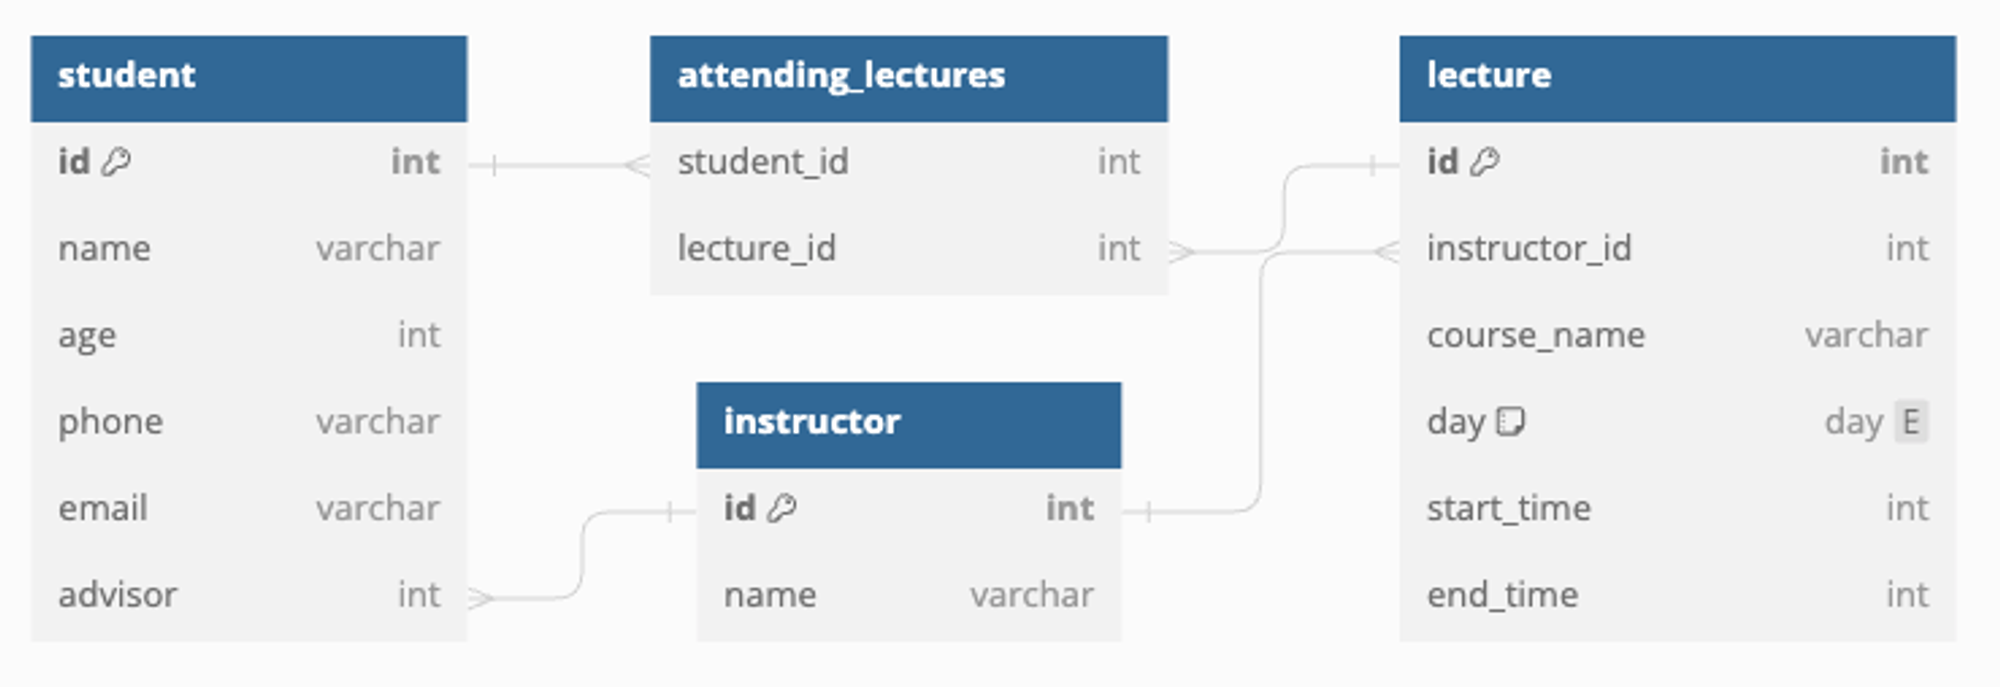 student
id int
name varchar
age int
phone varchar
email varchar
advisor int
attending_lectures
student_id int
lecture_id int
instructor
id int
name varchar
lecture
id int
instructor_id int
course_name varchar
day day E
start_time int
end_time int